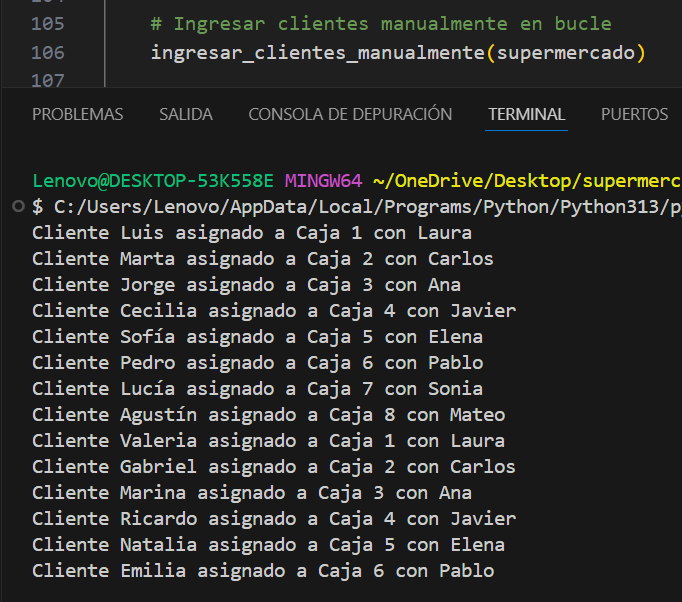 105 # Ingresar clientes manualmente en bucle
106 ingresar_clientes_manualmente(supermercado)
107
PROBLEMAS SALIDA CONSOLA DE DEPURACIÓN TERMINAL PUERTOS
Lenovo@DESKTOP-53K558E MINGW64 ~/OneDrive/Desktop/supermerc
$ C:/Users/Lenovo/AppData/Local/Programs/Python/Python313/p
Cliente Luis asignado a Caja 1 con Laura
Cliente Marta asignado a Caja 2 con Carlos
Cliente Jorge asignado a Caja 3 con Ana
Cliente Cecilia asignado a Caja 4 con Javier
Cliente Sofía asignado a Caja 5 con Elena
Cliente Pedro asignado a Caja 6 con Pablo
Cliente Lucía asignado a Caja 7 con Sonia
Cliente Agustín asignado a Caja 8 con Mateo
Cliente Valeria asignado a Caja 1 con Laura
Cliente Gabriel asignado a Caja 2 con Carlos
Cliente Marina asignado a Caja 3 con Ana
Cliente Ricardo asignado a Caja 4 con Javier
Cliente Natalia asignado a Caja 5 con Elena
Cliente Emilia asignado a Caja 6 con Pablo